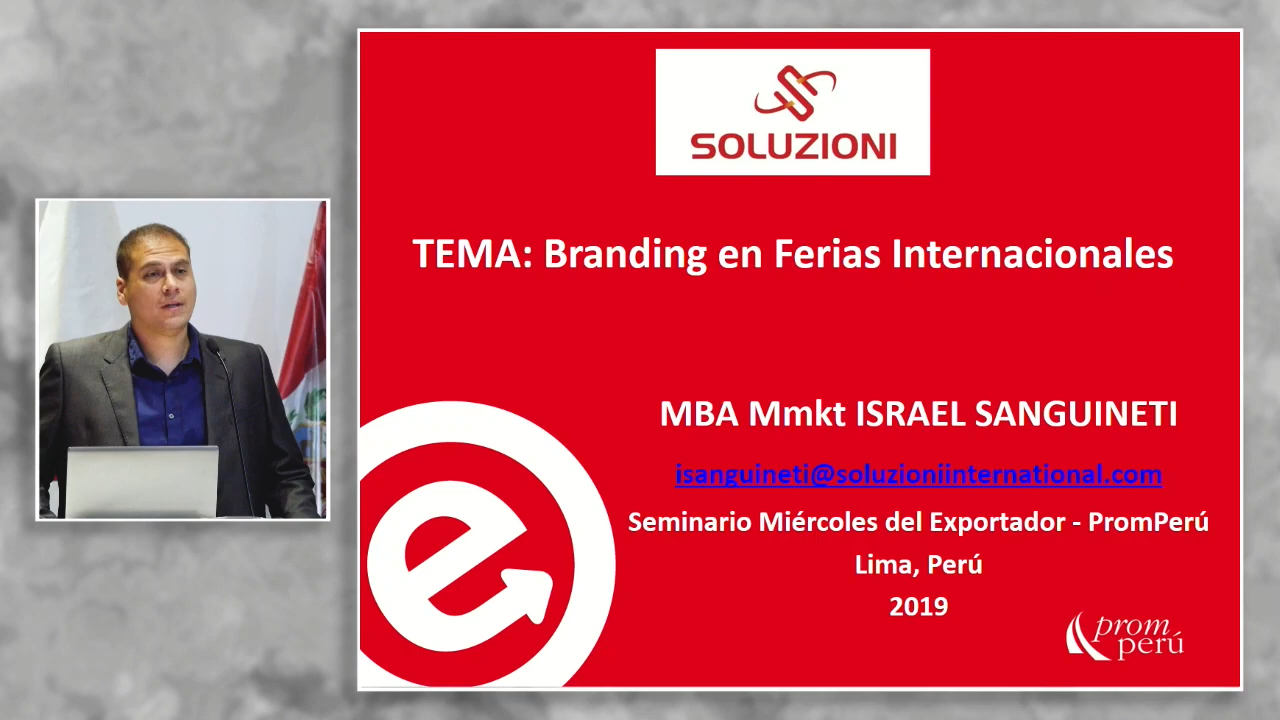 SOLUZIONI
TEMA: Branding en Ferias Internacionales
MBA Mmkt ISRAEL SANGUINETI
isanguineti@soluzioniinternational.com
Seminario Miércoles del Exportador - PromPerú
Lima, Perú
2019
prom
perú